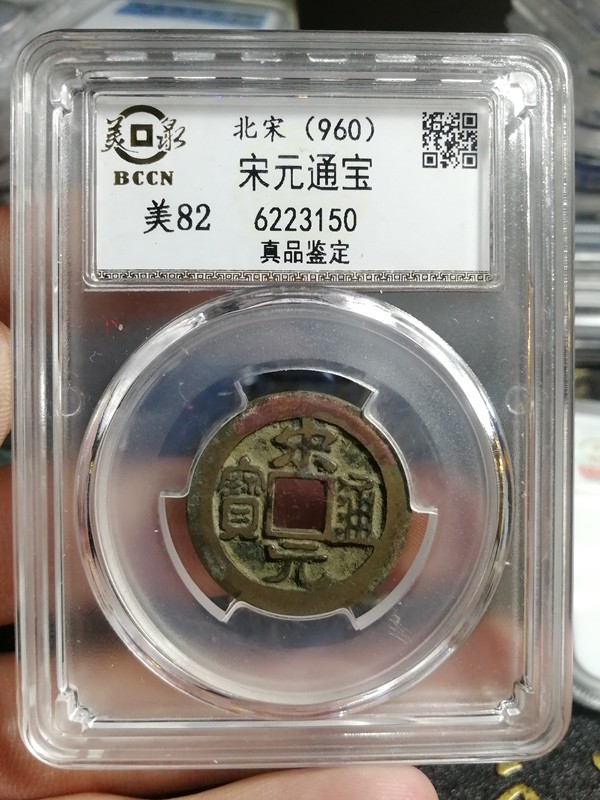 美泉
BCCN
北宋（960）
宋元通宝
美82
6223150
真品鉴定
宋元通寶